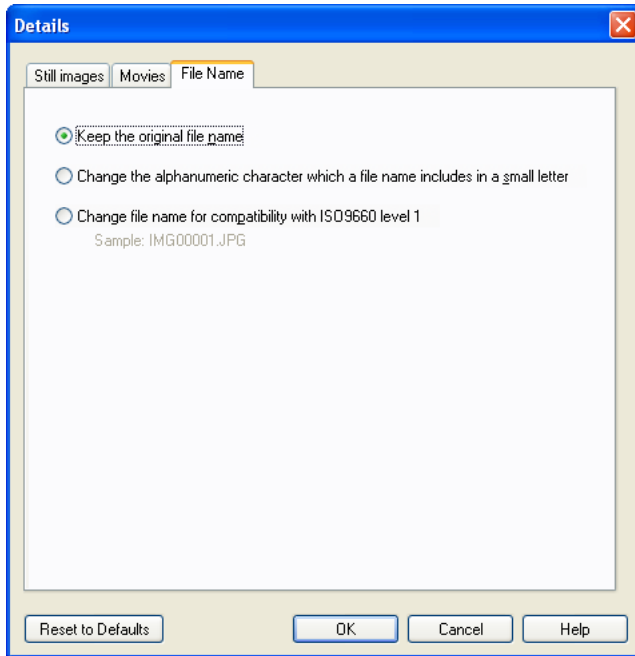 Details
Still images Movies File Name
Keep the original file name
Change the alphanumeric character which a file name includes in a small letter
Change file name for compatibility with ISO9660 level 1
Sample: IMG00001.JPG
Reset to Defaults OK Cancel Help